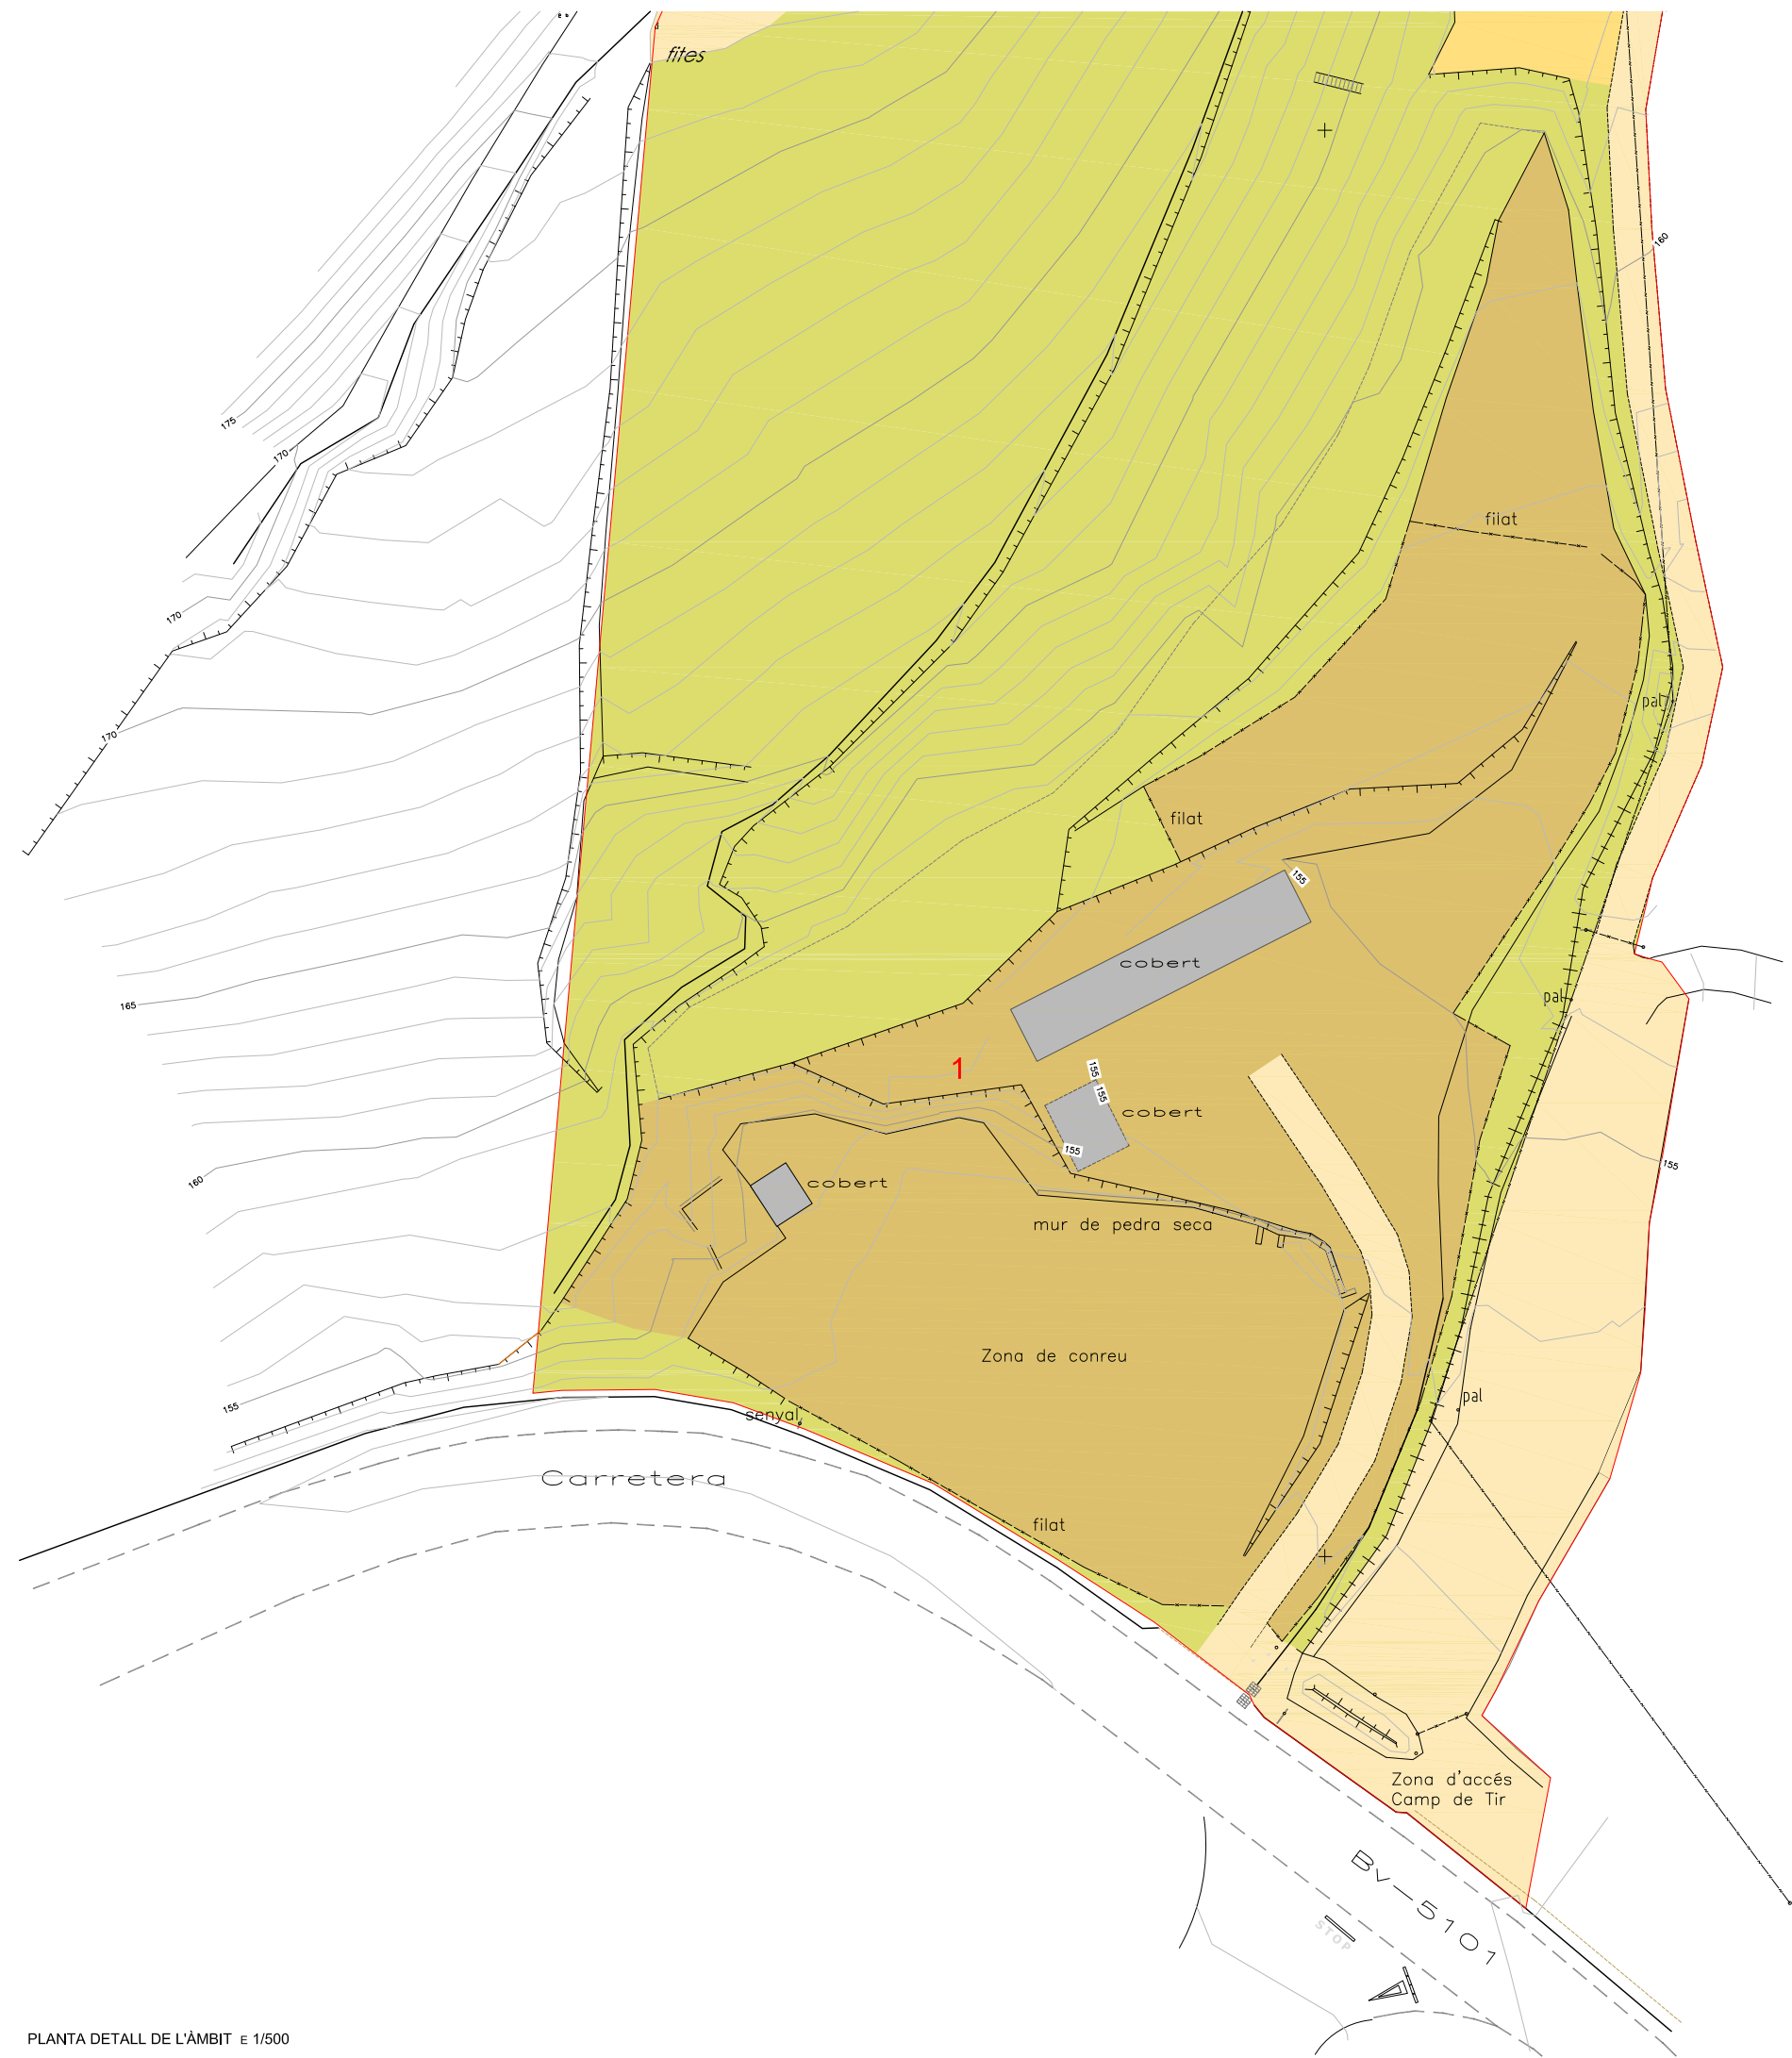 fites
160
175
170
filat
170
pal
170
filat
155
cobert
pal
165
1
155
155
cobert
155
155
160
cobert
mur de pedra seca
Zona de conreu
pal
155
senyal
Carretera
filat
Zona d'accés
Camp de Tir
BV-5101
STOP
PLANTA DETALL DE L'ÀMBIT E 1/500